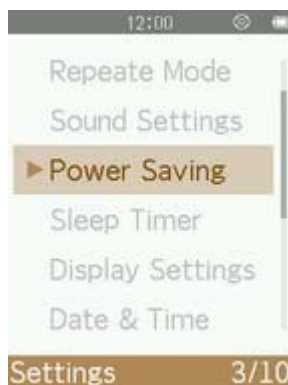 12:00
Repeate Mode
Sound Settings
Power Saving
Sleep Timer
Display Settings
Date & Time
Settings 3/10